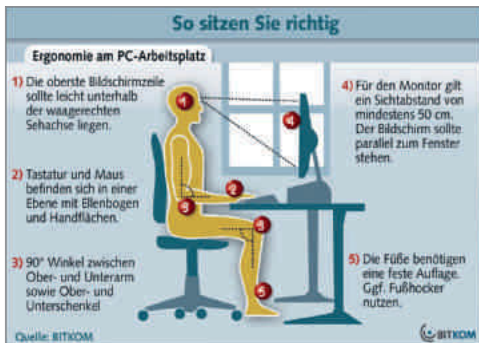 So sitzen Sie richtig
Ergonomie am PC-Arbeitsplatz
1) Die oberste Bildschirmzeile
sollte leicht unterhalb
der waagerechten
Sehachse liegen.
2) Tastatur und Maus
befinden sich in einer
Ebene mit Ellenbogen
und Handflächen.
3) 90° Winkel zwischen
Ober- und Unterarm
sowie Ober- und
Unterschenkel
4) Für den Monitor gilt
ein Sichtabstand von
mindestens 50 cm.
Der Bildschirm sollte
parallel zum Fenster
stehen.
5) Die Füße benötigen
eine feste Auflage.
Ggf. Fußhocker
nutzen.
1
4
2
3
3
5
Quelle: BITKOM
BITKOM